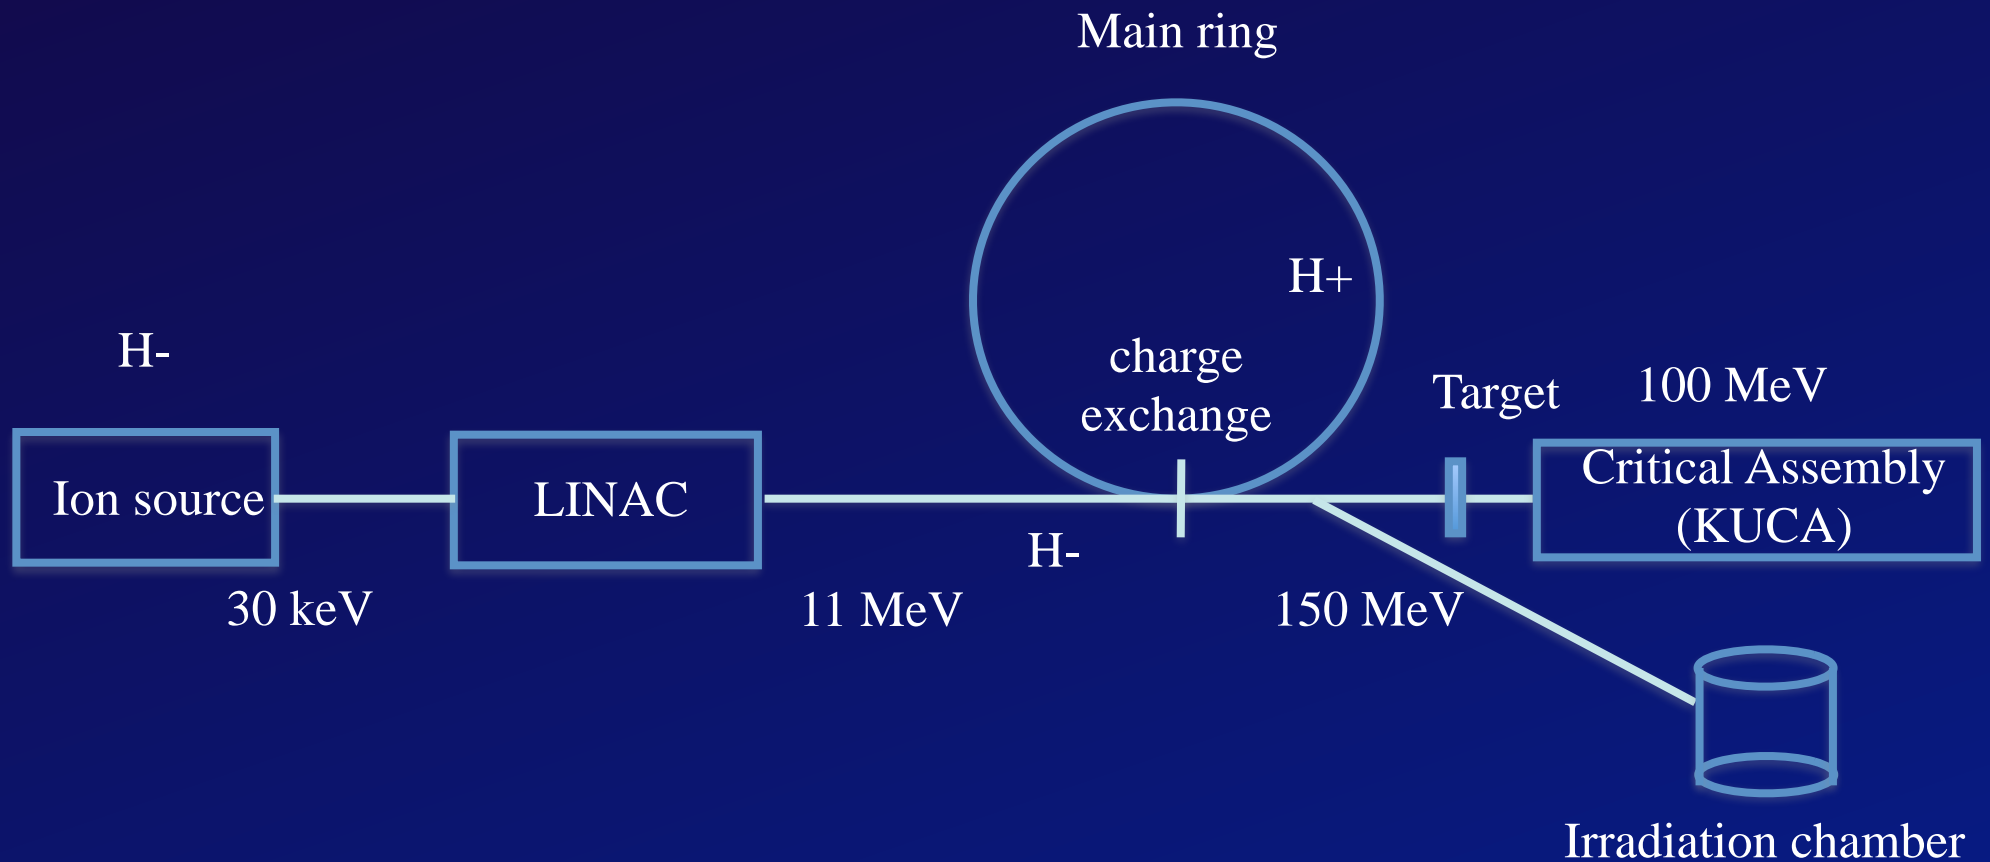 Main ring
H+
H-
charge
exchange
Target
100 MeV
Ion source
LINAC
Critical Assembly
(KUCA)
H-
30 keV
11 MeV
150 MeV
Irradiation chamber